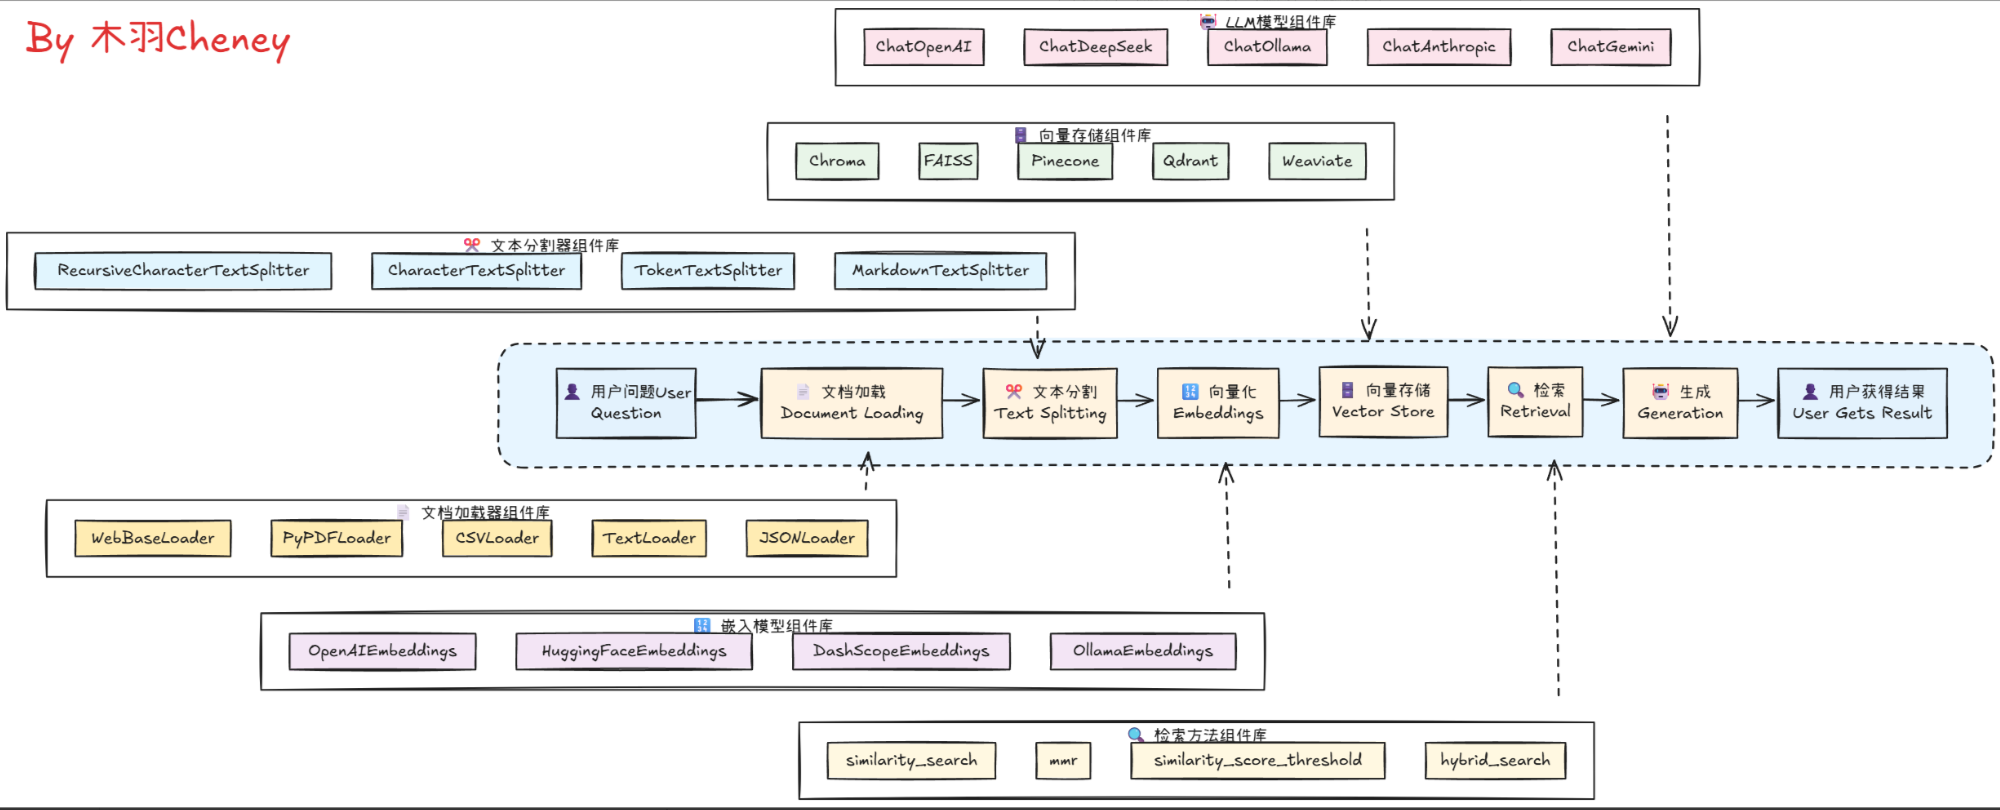 By 木羽Cheney
LLM模型组件库
ChatOpenAI
ChatDeepSeek
ChatOllama
ChatAnthropic
ChatGemini
向量存储组件库
Chroma
FAISS
Pinecone
Qdrant
Weaviate
文本分割器组件库
RecursiveCharacterTextSplitter
CharacterTextSplitter
TokenTextSplitter
MarkdownTextSplitter
用户问题User
Question
文档加载
Document Loading
文本分割
Text Splitting
向量化
Embeddings
向量存储
Vector Store
检索
Retrieval
生成
Generation
用户获得结果
User Gets Result
文档加载器组件库
WebBaseLoader
PyPDFLoader
CSVLoader
TextLoader
JSONLoader
嵌入模型组件库
OpenAIEmbeddings
HuggingFaceEmbeddings
DashScopeEmbeddings
OllamaEmbeddings
检索方法组件库
similarity_search
mmr
similarity_score_threshold
hybrid_search